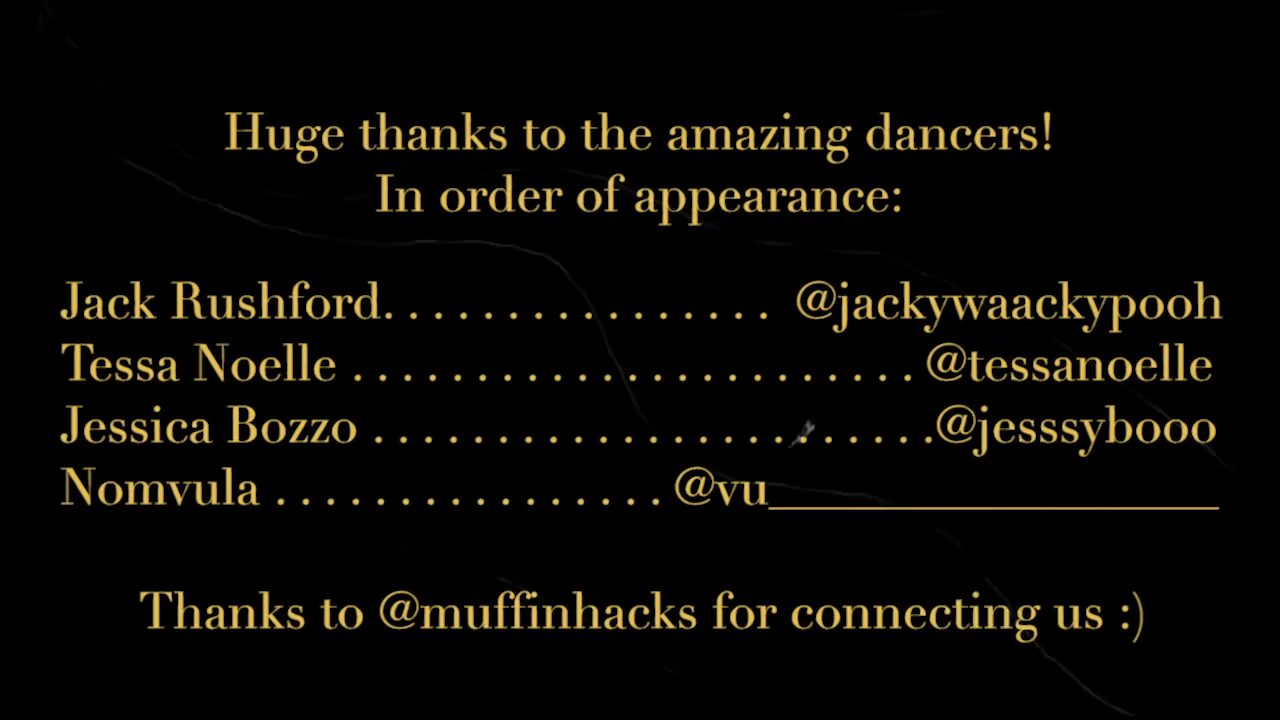 Huge thanks to the amazing dancers!
In order of appearance:
Jack Rushford. . . . . . . . . . . . . . . . @jackywaackypooh
Tessa Noelle . . . . . . . . . . . . . . . . . . . . . . . @tessanoelle
Jessica Bozzo . . . . . . . . . . . . . . . . . . . . . . .@jesssybooo
Nomvula . . . . . . . . . . . . . . . . @vu__________________
Thanks to @muffinhacks for connecting us :)